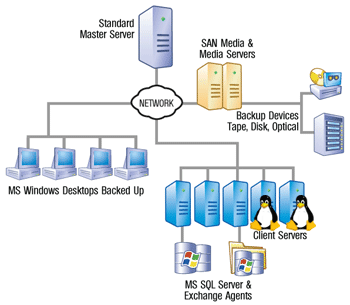 Standard
Master Server
SAN Media &
Media Servers
NETWORK
Backup Devices
Tape, Disk, Optical
MS Windows Desktops Backed Up
Client Servers
MS SQL Server &
Exchange Agents